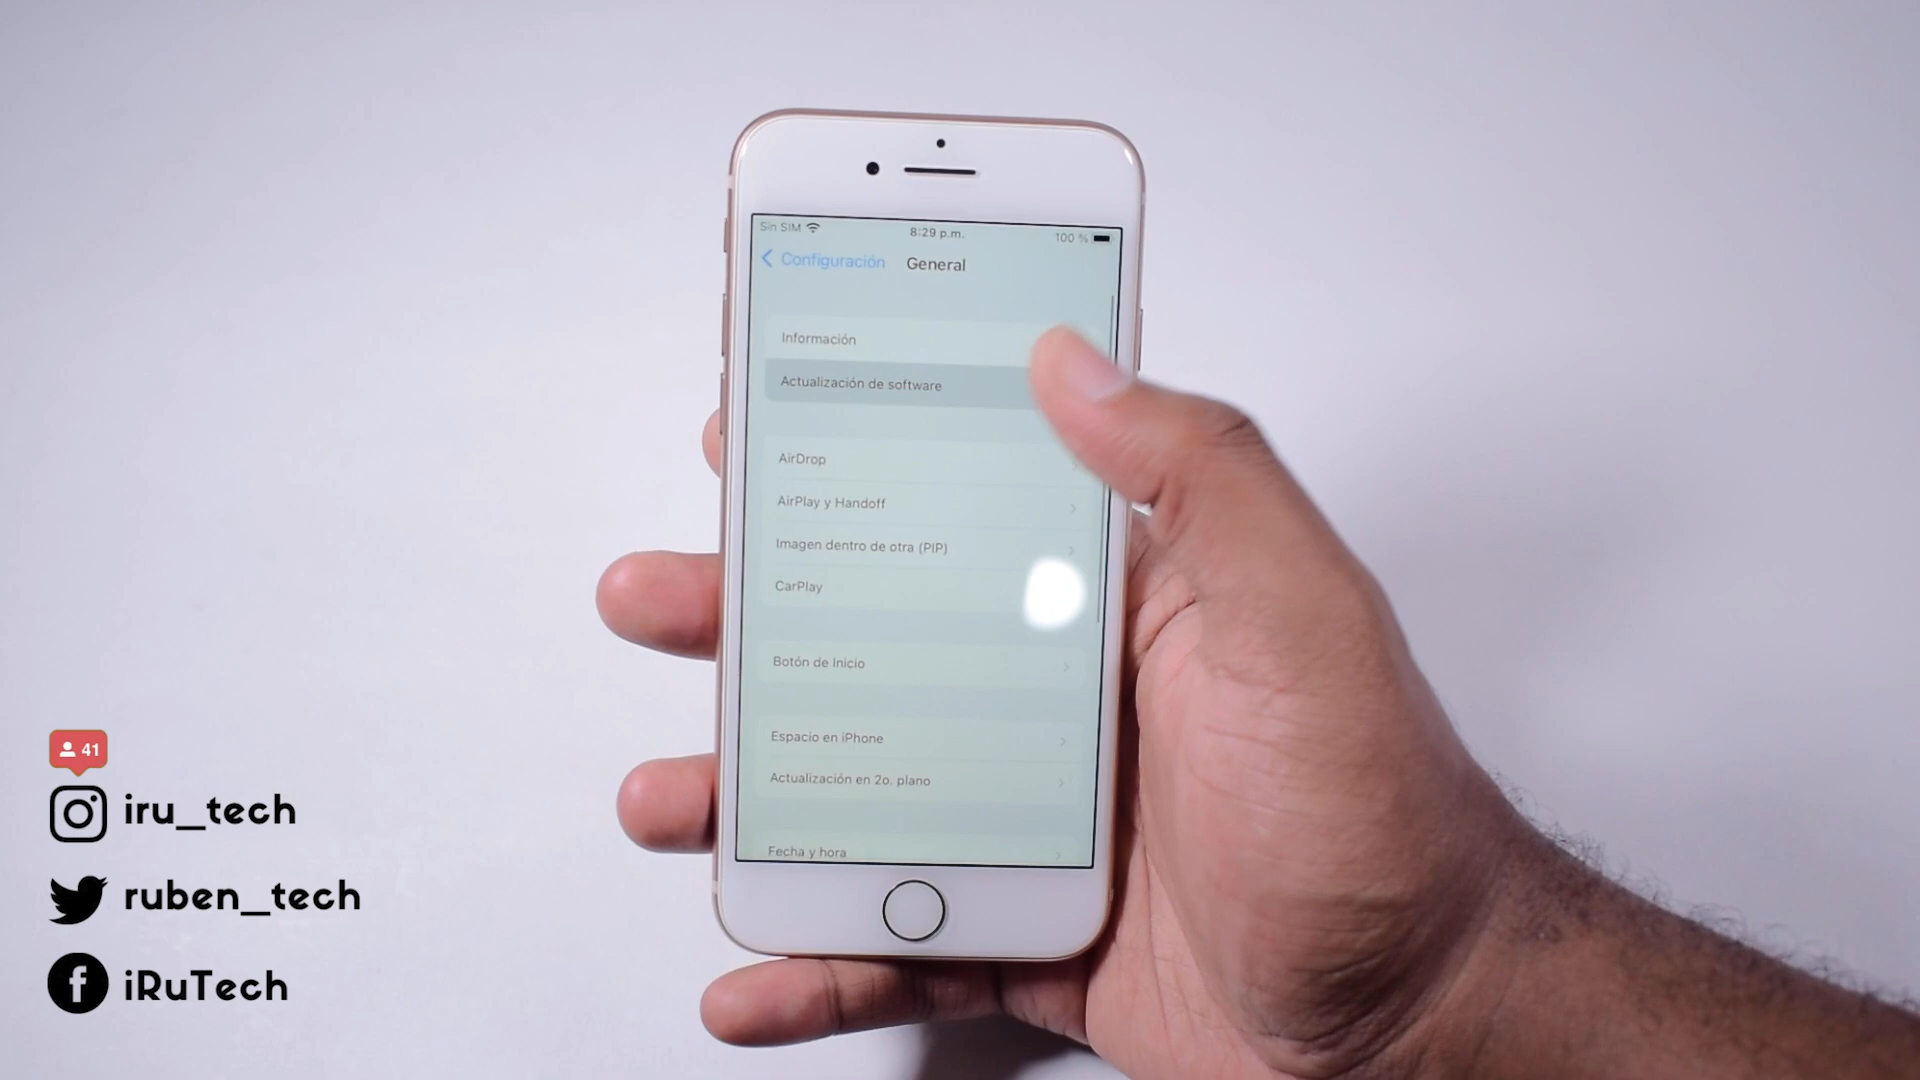 Sin SIM 8:29 p.m. 100 %
Configuración General
Información
Actualización de software
AirDrop
AirPlay y Handoff
Imagen dentro de otra (PIP)
CarPlay
Botón de Inicio
Espacio en iPhone
Actualización en 2o. plano
Fecha y hora
41
iru_tech
ruben_tech
iRuTech